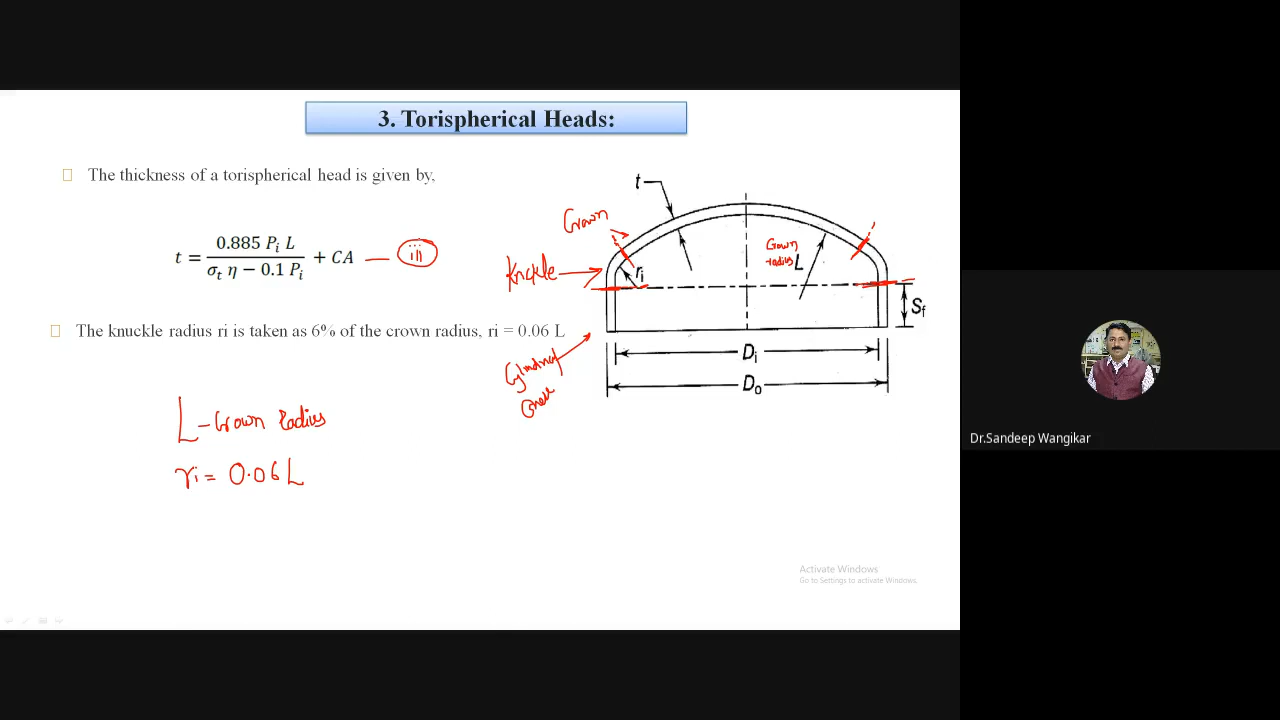 3. Torispherical Heads:
The thickness of a torispherical head is given by,
t = 0.885 Pᵢ L / σₜ η − 0.1 Pᵢ + CA — iii
The knuckle radius ri is taken as 6% of the crown radius, ri = 0.06 L
L – Crown radius
ri = 0.06 L
t
Crown
Knckle
ri
Crown
radius L
Sf
Cylindrical
Di
Do
Activate Windows
Go to Settings to activate Windows.
Dr.Sandeep Wangikar